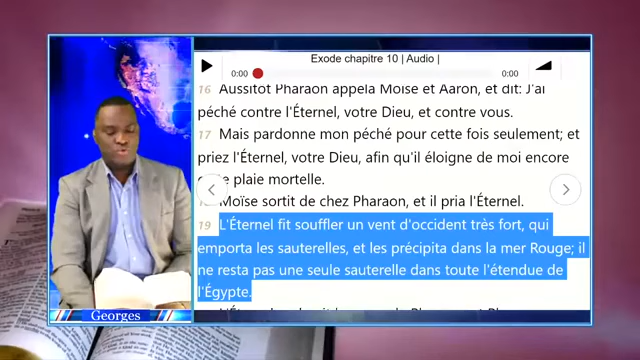 Exode chapitre 10 | Audio |
0:00
0:00
16 Aussitôt Pharaon appela Moïse et Aaron, et dit: J'ai
péché contre l'Éternel, votre Dieu, et contre vous.
17 Mais pardonne mon péché pour cette fois seulement; et
priez l'Éternel, votre Dieu, afin qu'il éloigne de moi encore
plaie mortelle.
Moïse sortit de chez Pharaon, et il pria l'Éternel.
19 L'Éternel fit souffler un vent d'occident très fort, qui
emporta les sauterelles, et les précipita dans la mer Rouge; il
ne resta pas une seule sauterelle dans toute l'étendue de
l'Égypte.
Georges